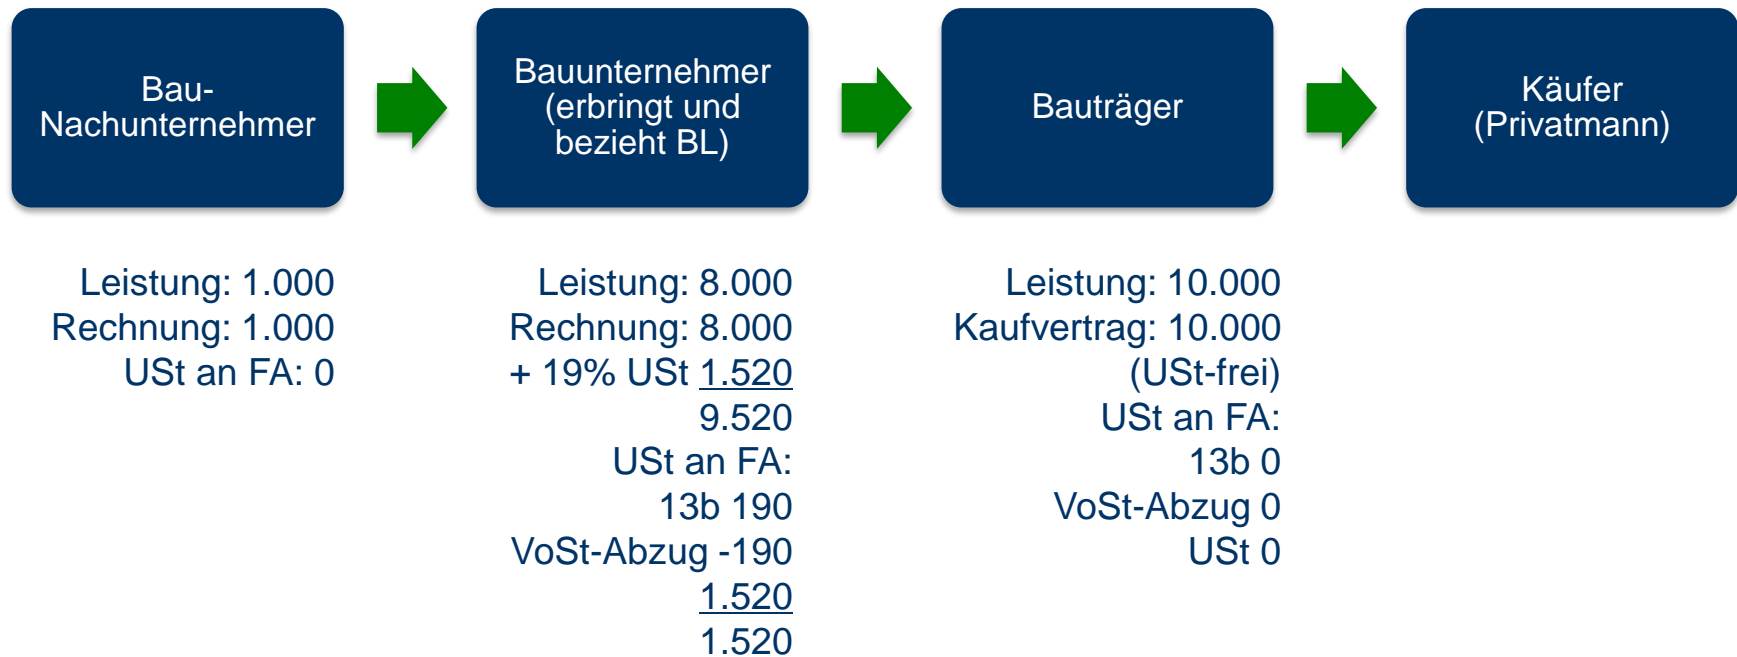 Bau-
Nachunternehmer
Bauunternehmer
(erbringt und
bezieht BL)
Bauträger
Käufer
(Privatmann)
Leistung: 1.000
Rechnung: 1.000
USt an FA: 0
Leistung: 8.000
Rechnung: 8.000
+ 19% USt 1.520
9.520
USt an FA:
13b 190
VoSt-Abzug -190
1.520
1.520
Leistung: 10.000
Kaufvertrag: 10.000
(USt-frei)
USt an FA:
13b 0
VoSt-Abzug 0
USt 0